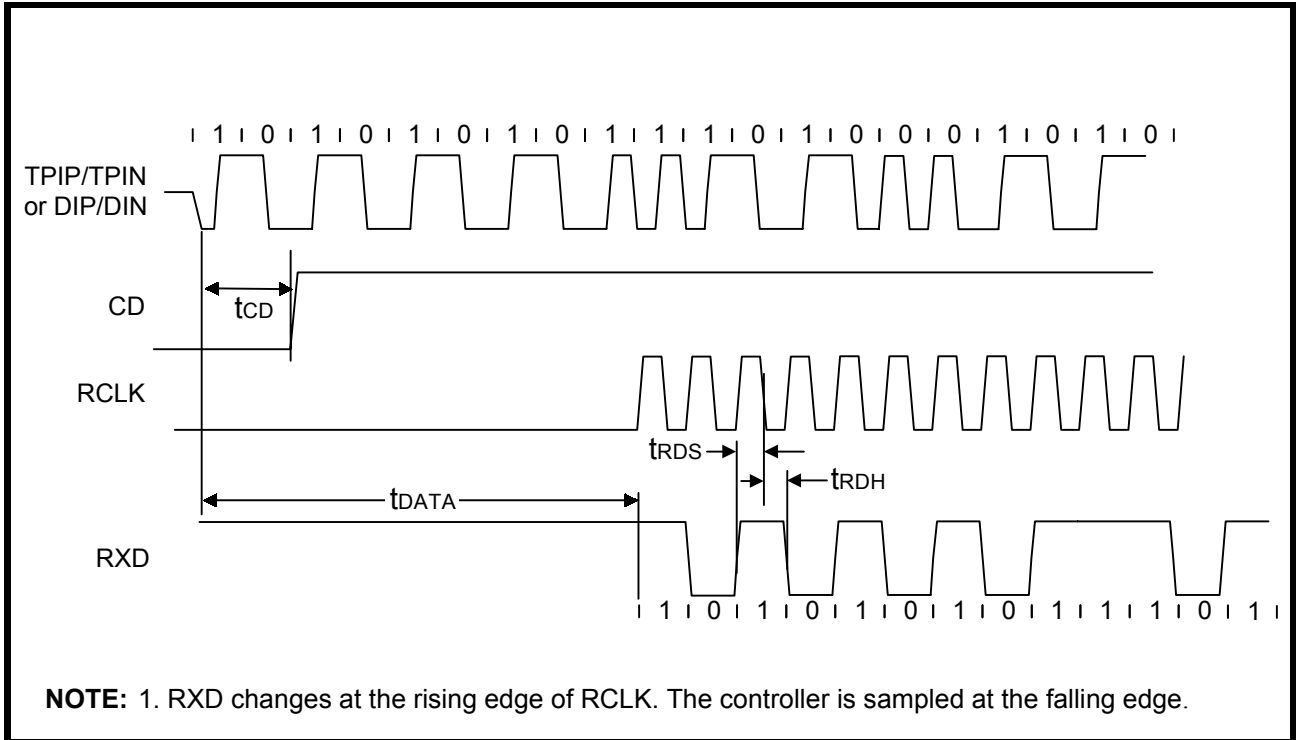 ı 1 ı 0 ı 1 ı 0 ı 1 ı 0 ı 1 ı 0 ı 1 ı 1 ı 1 ı 0 ı 1 ı 0 ı 0 ı 0 ı 1 ı 0 ı 1 ı 0 ı
TPIP/TPIN
or DIP/DIN
CD
tCD
RCLK
tRDS
tRDH
tDATA
RXD
ı 1 ı 0 ı 1 ı 0 ı 1 ı 0 ı 1 ı 0 ı 1 ı 1 ı 1 ı 0 ı 1 ı
NOTE: 1. RXD changes at the rising edge of RCLK. The controller is sampled at the falling edge.